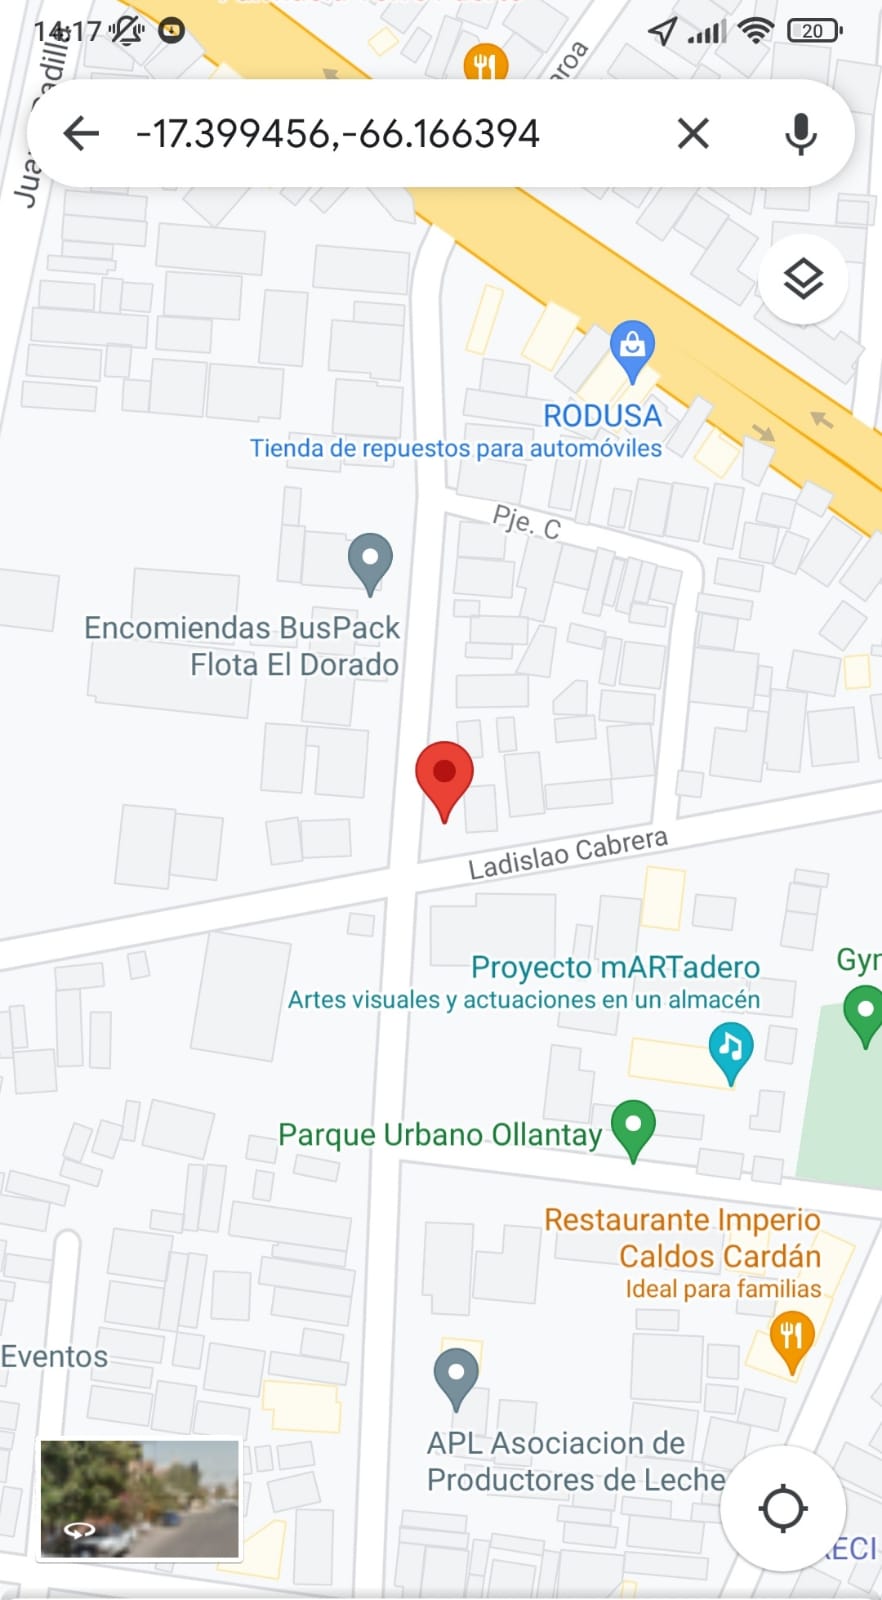 14:17
20
-17.399456,-66.166394
RODUSA
Tienda de repuestos para automóviles
Pje. C
Encomiendas BusPack
Flota El Dorado
Ladislao Cabrera
Proyecto mARTadero
Artes visuales y actuaciones en un almacén
Gyr
Parque Urbano Ollantay
Restaurante Imperio
Caldos Cardán
Ideal para familias
Eventos
APL Asociacion de
Productores de Leche
ECI